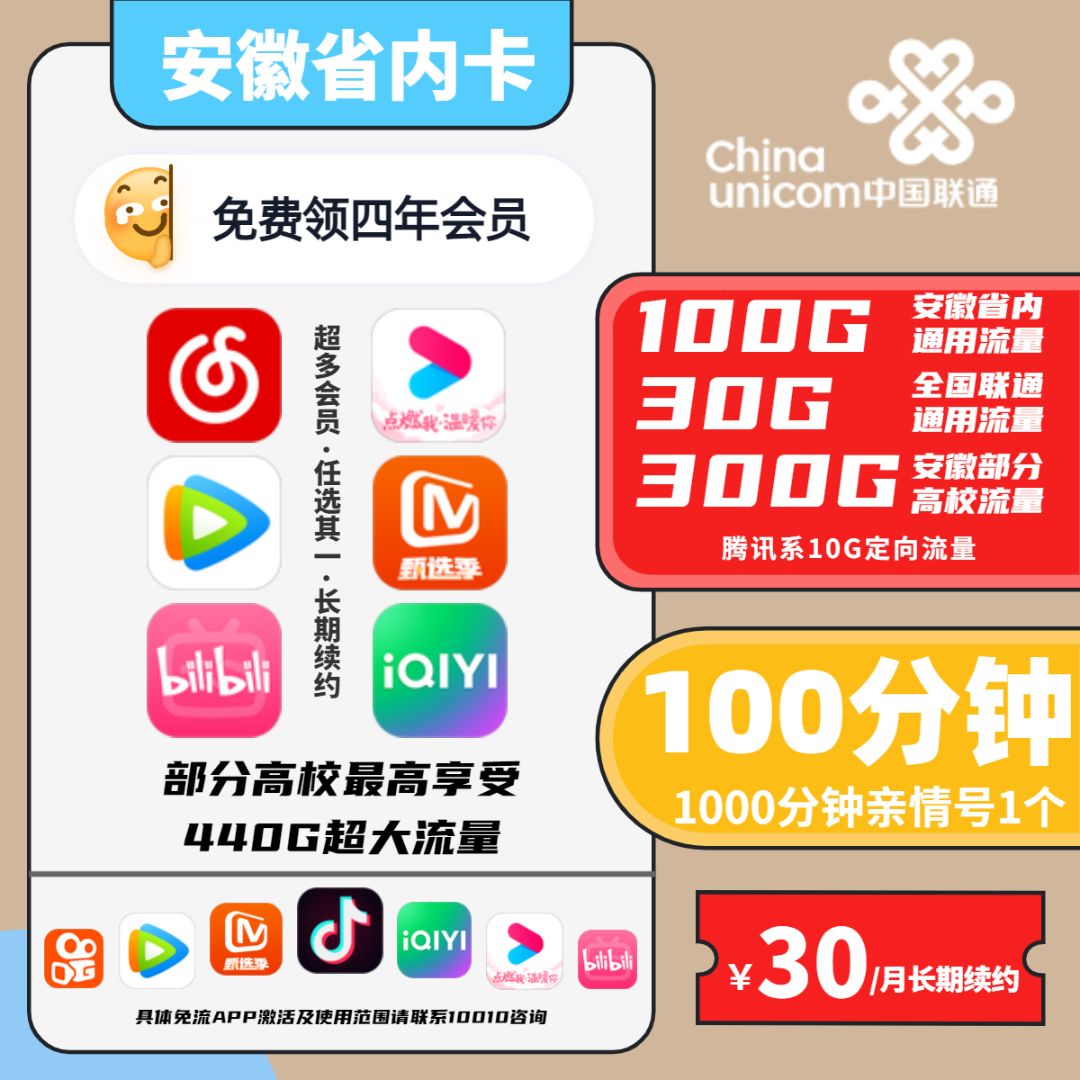 安徽省内卡
China
unicom中国联通
免费领四年会员
超多会员·任选其一·长期续约
点燃我·温暖你
甄选季
bilibili
iQIYI
部分高校最高享受
440G超大流量
100G 安徽省内
通用流量
30G 全国联通
通用流量
300G 安徽部分
高校流量
腾讯系10G定向流量
100分钟
1000分钟亲情号1个
甄选季
iQIYI
点燃我·温暖你
bilibili
具体免流APP激活及使用范围请联系10010咨询
￥30/月长期续约